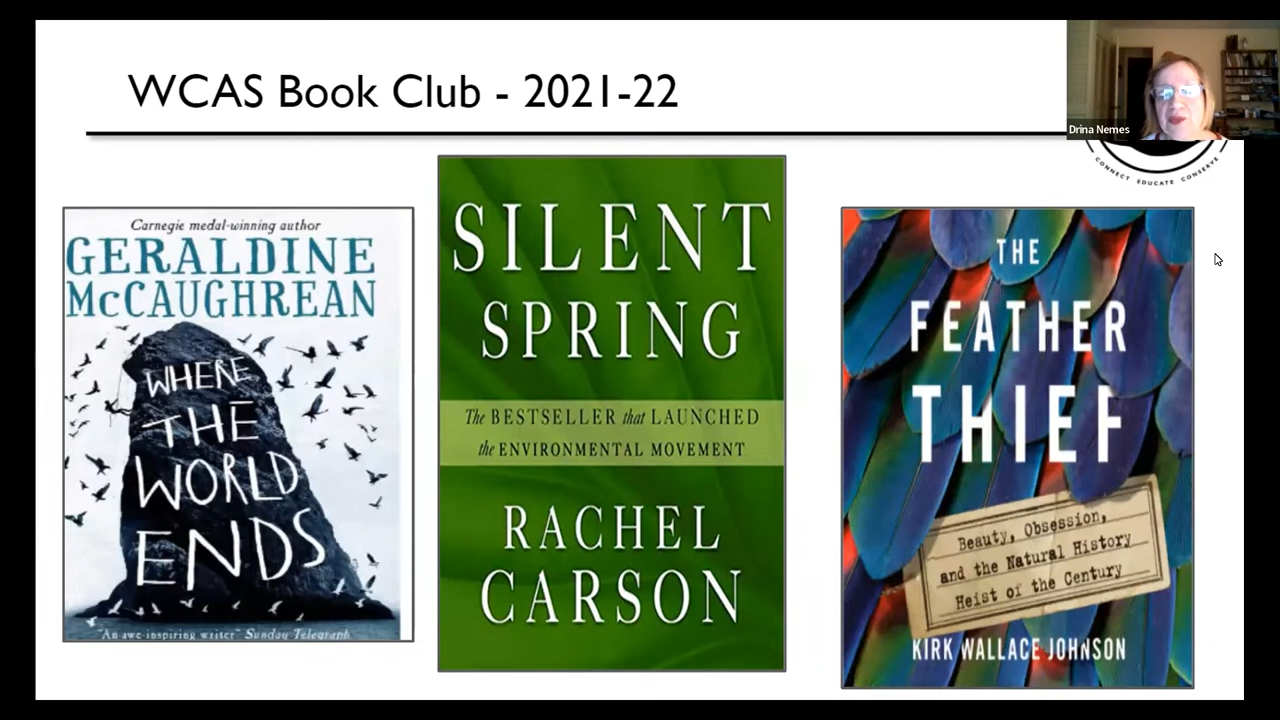 WCAS Book Club - 2021-22
Drina Nemes
CONNECT EDUCATE CONSERVE
Carnegie medal-winning author
GERALDINE
McCAUGHREAN
WHERE
THE
WORLD
ENDS
"An awe-inspiring writer" Sunday Telegraph
SILENT
SPRING
The BESTSELLER that LAUNCHED
the ENVIRONMENTAL MOVEMENT
RACHEL
CARSON
THE
FEATHER
THIEF
Beauty, Obsession,
and the Natural History
Heist of the Century
KIRK WALLACE JOHNSON